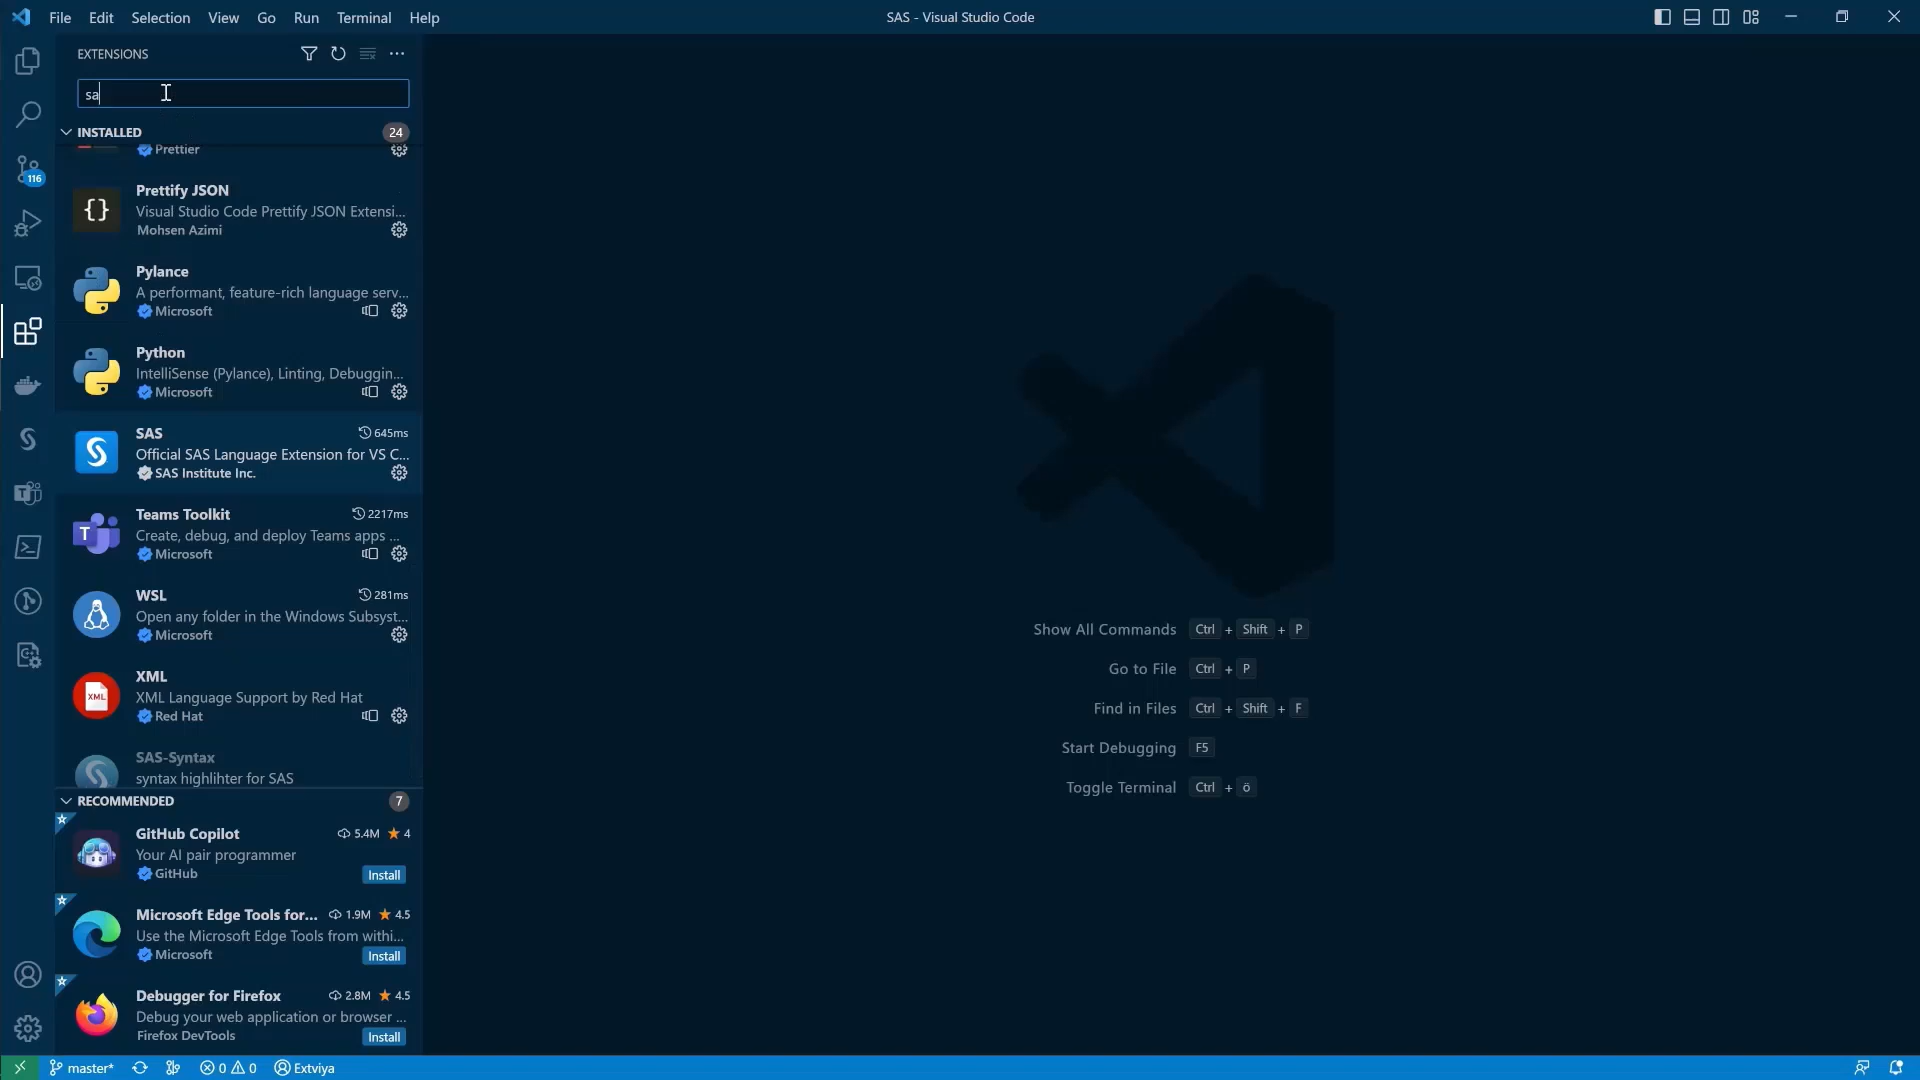 File Edit Selection View Go Run Terminal Help
SAS - Visual Studio Code
EXTENSIONS
sa
INSTALLED
24
Prettier
Prettify JSON
Visual Studio Code Prettify JSON Extensi...
Mohsen Azimi
Pylance
A performant, feature-rich language serv...
Microsoft
Python
IntelliSense (Pylance), Linting, Debuggin...
Microsoft
SAS 645ms
Official SAS Language Extension for VS C...
SAS Institute Inc.
Teams Toolkit 2217ms
Create, debug, and deploy Teams apps ...
Microsoft
WSL 281ms
Open any folder in the Windows Subsyst...
Microsoft
XML
XML Language Support by Red Hat
Red Hat
SAS-Syntax
syntax highlihter for SAS
RECOMMENDED
7
GitHub Copilot 5.4M 4
Your AI pair programmer
GitHub Install
Microsoft Edge Tools for... 1.9M 4.5
Use the Microsoft Edge Tools from withi...
Microsoft Install
Debugger for Firefox 2.8M 4.5
Debug your web application or browser ...
Firefox DevTools Install
116
{}
T
XML
Show All Commands Ctrl + Shift + P
Go to File Ctrl + P
Find in Files Ctrl + Shift + F
Start Debugging F5
Toggle Terminal Ctrl + ö
master* 0 0 Extviya